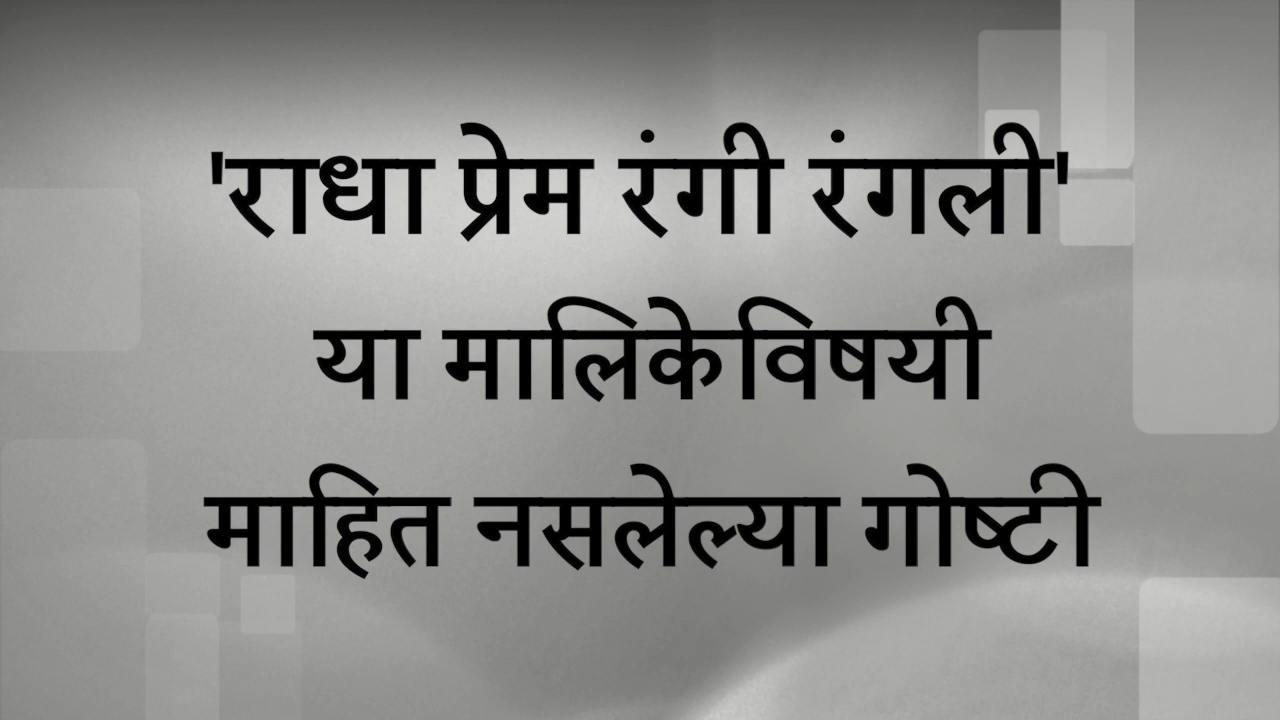 'राधा प्रेम रंगी रंगली'
या मालिकेविषयी
माहित नसलेल्या गोष्टी